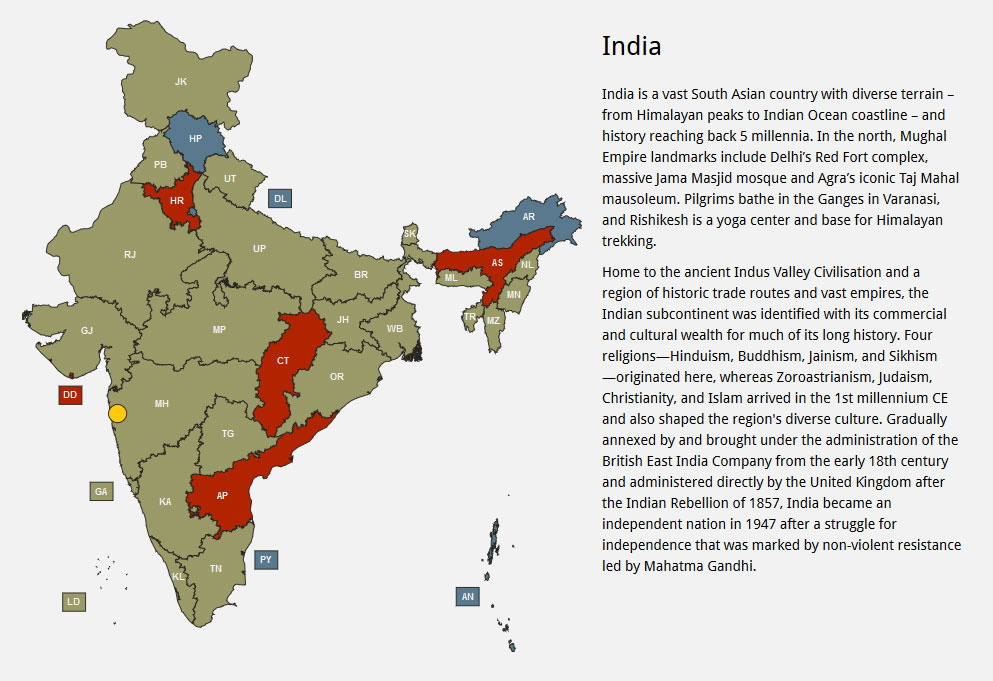 JK
HP
PB
UT
DL
HR
AR
SK
RJ
UP
AS
NL
BR
ML
MN
TR
MZ
GJ
MP
JH
WB
CT
OR
DD
MH
TG
GA
AP
KA
PY
TN
KL
LD
AN
India
India is a vast South Asian country with diverse terrain –
from Himalayan peaks to Indian Ocean coastline – and
history reaching back 5 millennia. In the north, Mughal
Empire landmarks include Delhi’s Red Fort complex,
massive Jama Masjid mosque and Agra’s iconic Taj Mahal
mausoleum. Pilgrims bathe in the Ganges in Varanasi,
and Rishikesh is a yoga center and base for Himalayan
trekking.
Home to the ancient Indus Valley Civilisation and a
region of historic trade routes and vast empires, the
Indian subcontinent was identified with its commercial
and cultural wealth for much of its long history. Four
religions—Hinduism, Buddhism, Jainism, and Sikhism
—originated here, whereas Zoroastrianism, Judaism,
Christianity, and Islam arrived in the 1st millennium CE
and also shaped the region's diverse culture. Gradually
annexed by and brought under the administration of the
British East India Company from the early 18th century
and administered directly by the United Kingdom after
the Indian Rebellion of 1857, India became an
independent nation in 1947 after a struggle for
independence that was marked by non-violent resistance
led by Mahatma Gandhi.